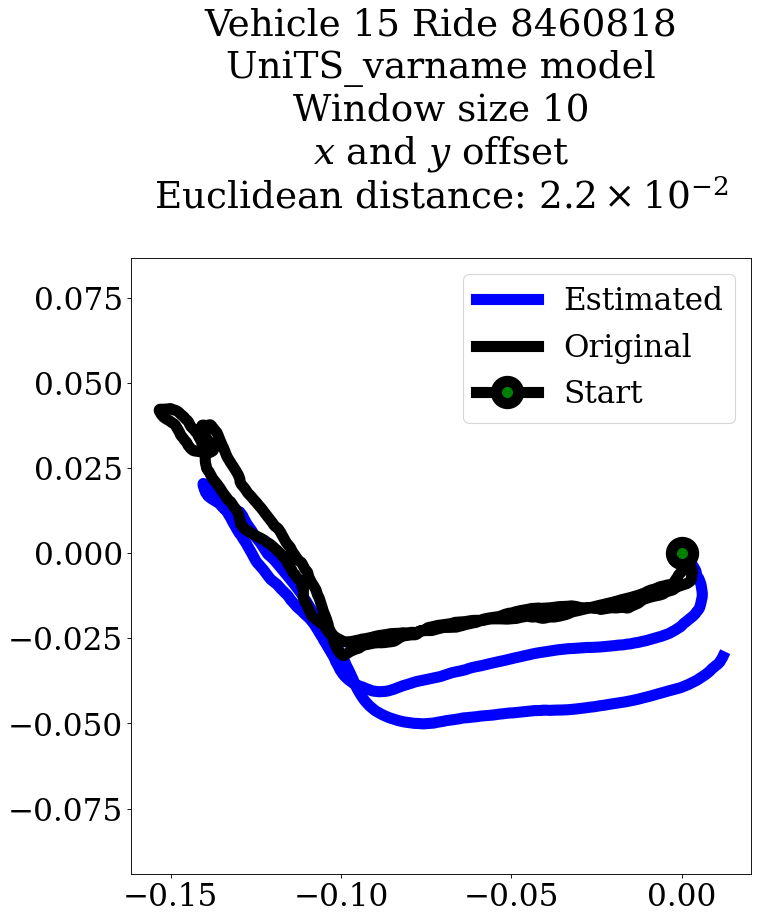 Vehicle 15 Ride 8460818
UniTS_varname model
Window size 10
x and y offset
Euclidean distance: 2.2 × 10⁻²
Estimated
Original
Start
0.075
0.050
0.025
0.000
−0.025
−0.050
−0.075
−0.15
−0.10
−0.05
0.00